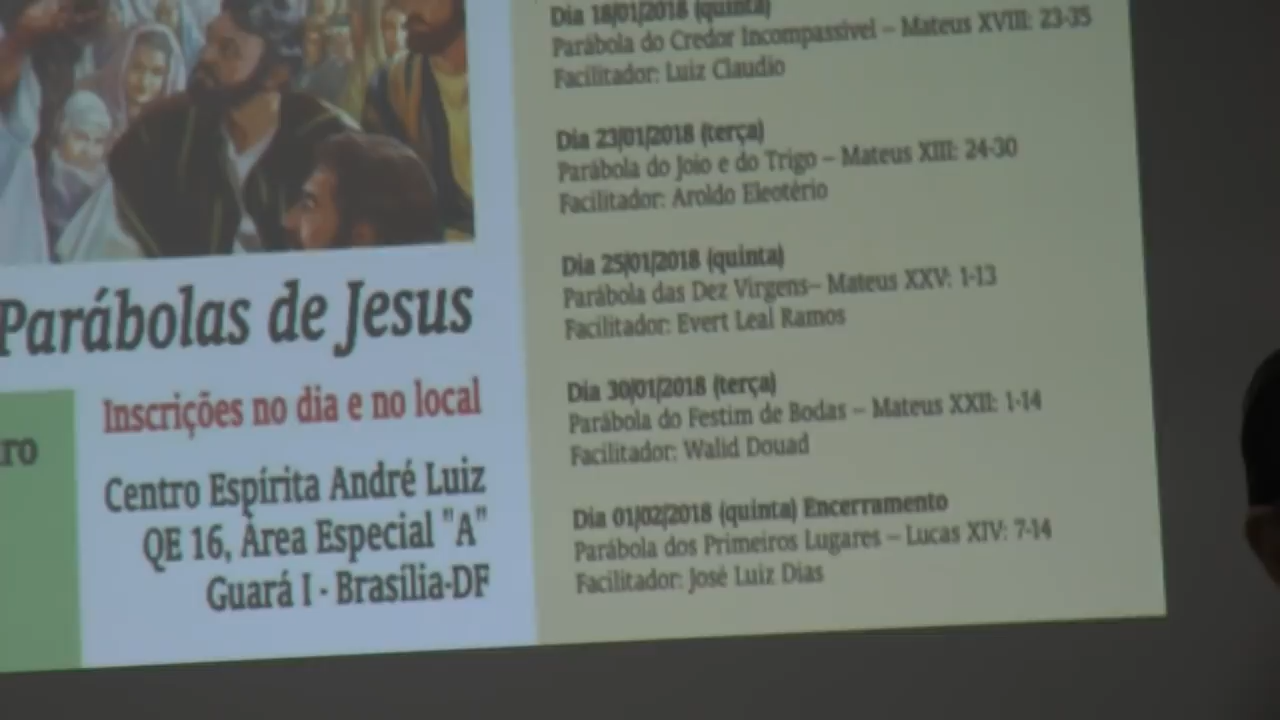 Parábolas de Jesus
Inscrições no dia e no local
ro
Centro Espírita André Luiz
QE 16, Área Especial "A"
Guará I - Brasília-DF
Dia 18/01/2018 (quinta)
Parábola do Credor Incompassível – Mateus XVIII: 23-35
Facilitador: Luiz Claudio
Dia 23/01/2018 (terça)
Parábola do Joio e do Trigo – Mateus XIII: 24-30
Facilitador: Aroldo Eleotério
Dia 25/01/2018 (quinta)
Parábola das Dez Virgens– Mateus XXV: 1-13
Facilitador: Evert Leal Ramos
Dia 30/01/2018 (terça)
Parábola do Festim de Bodas – Mateus XXII: 1-14
Facilitador: Walid Douad
Dia 01/02/2018 (quinta) Encerramento
Parábola dos Primeiros Lugares – Lucas XIV: 7-14
Facilitador: José Luiz Dias